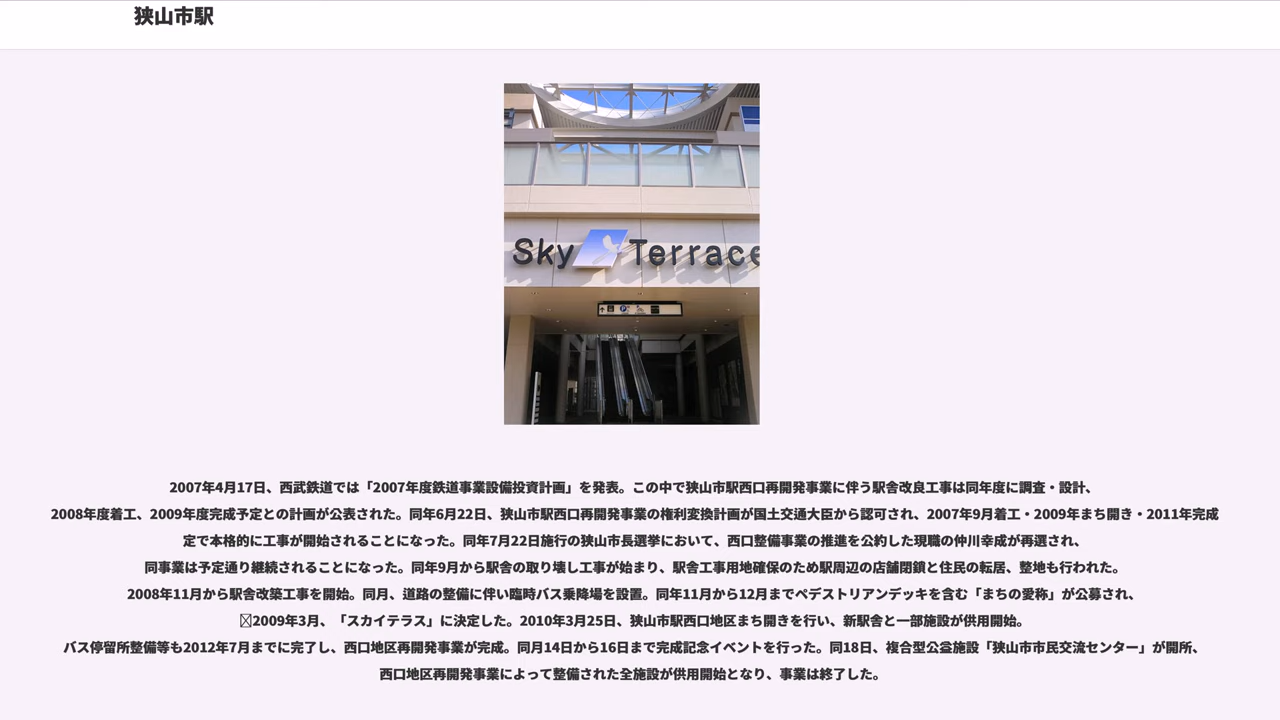 狭山市駅
Sky Terrace
2007年4月17日、西武鉄道では「2007年度鉄道事業設備投資計画」を発表。この中で狭山市駅西口再開発事業に伴う駅舎改良工事は同年度に調査・設計、
2008年度着工、2009年度完成予定との計画が公表された。同年6月22日、狭山市駅西口再開発事業の権利変換計画が国土交通大臣から認可され、2007年9月着工・2009年まち開き・2011年完成
定で本格的に工事が開始されることになった。同年7月22日施行の狭山市長選挙において、西口整備事業の推進を公約した現職の仲川幸成が再選され、
同事業は予定通り継続されることになった。同年9月から駅舎の取り壊し工事が始まり、駅舎工事用地確保のため駅周辺の店舗閉鎖と住民の転居、整地も行われた。
2008年11月から駅舎改築工事を開始。同月、道路の整備に伴い臨時バス乗降場を設置。同年11月から12月までペデストリアンデッキを含む「まちの愛称」が公募され、
2009年3月、「スカイテラス」に決定した。2010年3月25日、狭山市駅西口地区まち開きを行い、新駅舎と一部施設が供用開始。
バス停留所整備等も2012年7月までに完了し、西口地区再開発事業が完成。同月14日から16日まで完成記念イベントを行った。同18日、複合型公益施設「狭山市市民交流センター」が開所、
西口地区再開発事業によって整備された全施設が供用開始となり、事業は終了した。